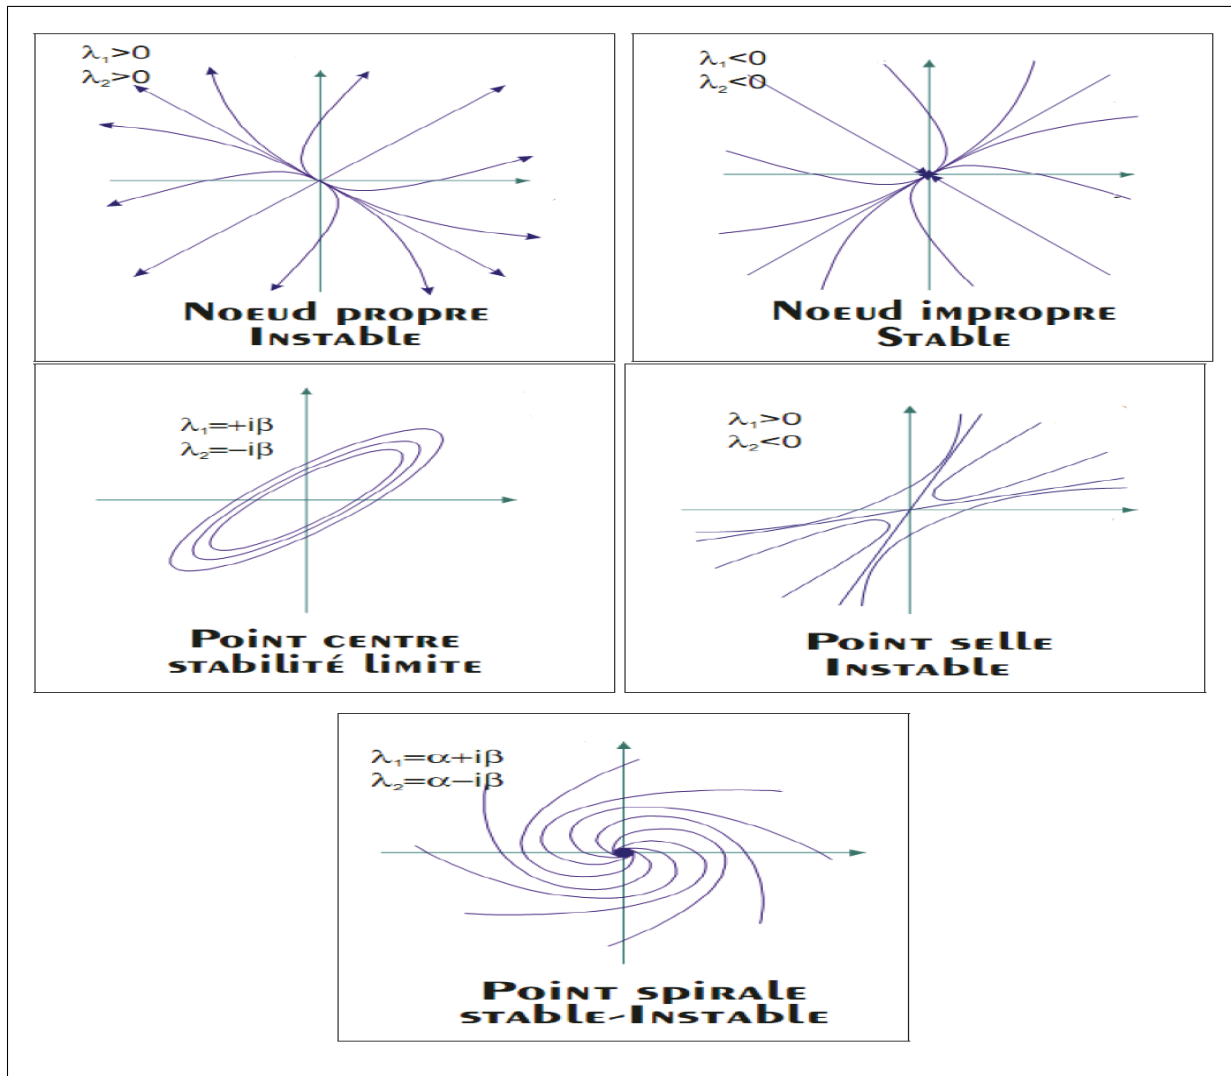 λ₁>0
λ₂>0
Noeud propre
Instable
λ₁<0
λ₂<0
Noeud impropre
Stable
λ₁=+iβ
λ₂=−iβ
Point centre
stabilité limite
λ₁>0
λ₂<0
Point selle
Instable
λ₁=α+iβ
λ₂=α−iβ
Point spirale
stable-Instable